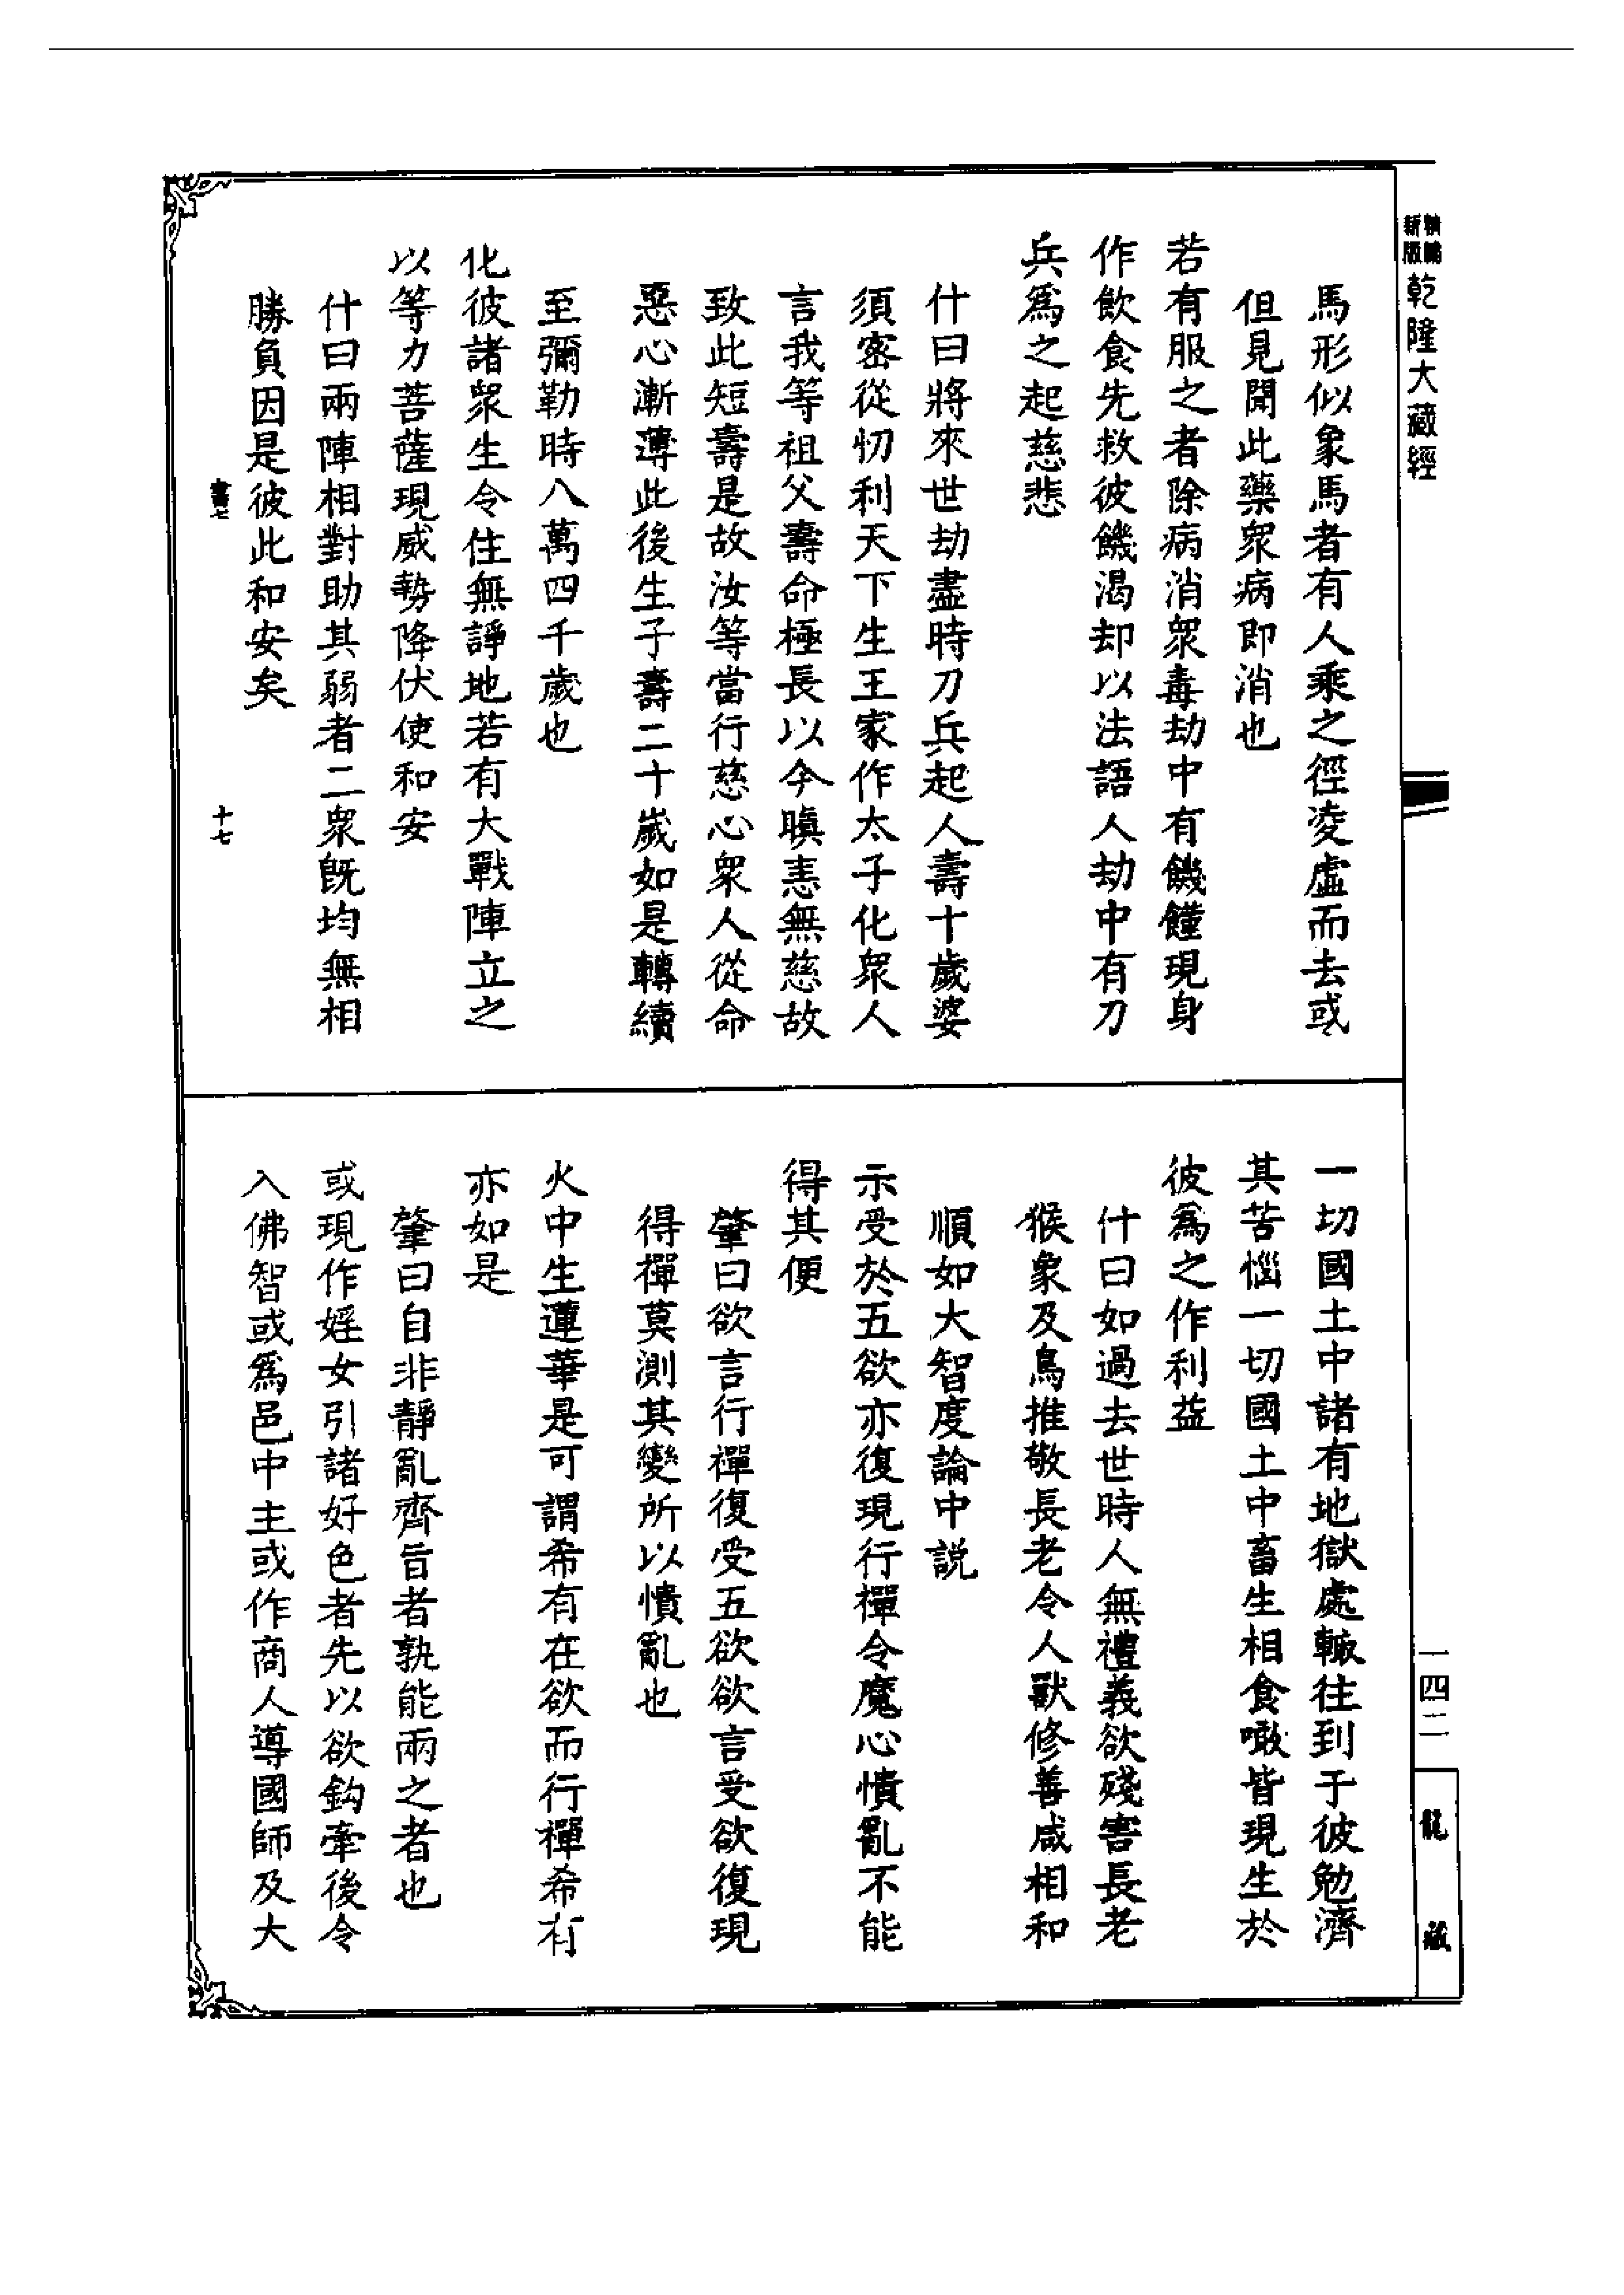 精編新版
乾隆大藏經
馬形似象馬者有人乘之徑凌虛而去或
但見聞此藥衆病即消也
若有服之者除病消衆毒劫中有饑饉現身
作飲食先救彼饑渴却以法語人劫中有刀
兵爲之起慈悲
什曰將來世劫盡時刀兵起人壽十歲婆
須密從忉利天下生王家作太子化衆人
言我等祖父壽命極長以今瞋恚無慈故
致此短壽是故汝等當行慈心衆人從命
惡心漸薄此後生子壽二十歲如是轉續
至彌勒時八萬四千歲也
化彼諸衆生令住無諍地若有大戰陣立之
以等力菩薩現威勢降伏使和安
什曰兩陣相對助其弱者二衆旣均無相
勝負因是彼此和安矣
書七
十七
一切國土中諸有地獄處輙往到于彼勉濟
其苦惱一切國土中畜生相食噉皆現生於
彼爲之作利益
什曰如過去世時人無禮義欲殘害長老
猴象及鳥推敬長老令人獸修善咸相和
順如大智度論中説
示受於五欲亦復現行禪令魔心憒亂不能
得其便
肇曰欲言行禪復受五欲欲言受欲復現
得禪莫測其變所以憒亂也
火中生蓮華是可謂希有在欲而行禪希有
亦如是
肇曰自非靜亂齊旨者孰能兩之者也
或現作婬女引諸好色者先以欲鈎牽後令
入佛智或爲邑中主或作商人導國師及大
一四二
龍藏